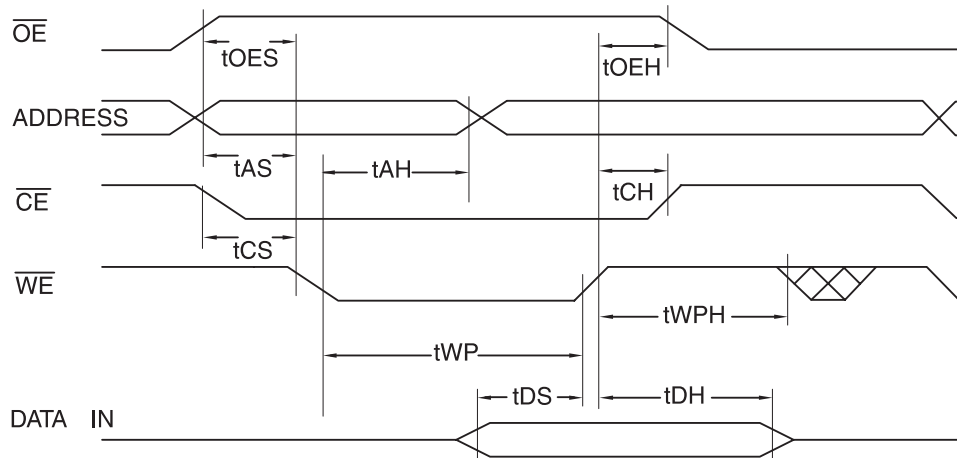 OE
tOES
tOEH
ADDRESS
tAS
tAH
tCH
CE
tCS
WE
tWPH
tWP
tDS
tDH
DATA IN